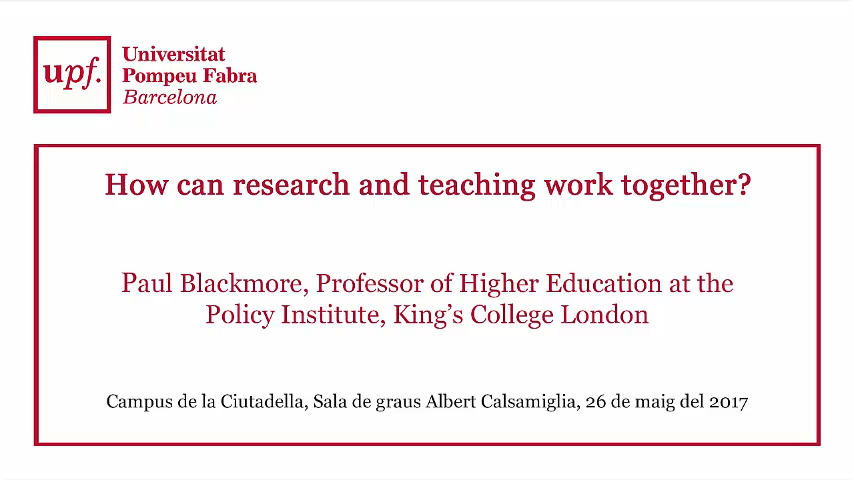 upf.
Universitat
Pompeu Fabra
Barcelona
How can research and teaching work together?
Paul Blackmore, Professor of Higher Education at the
Policy Institute, King’s College London
Campus de la Ciutadella, Sala de graus Albert Calsamiglia, 26 de maig del 2017